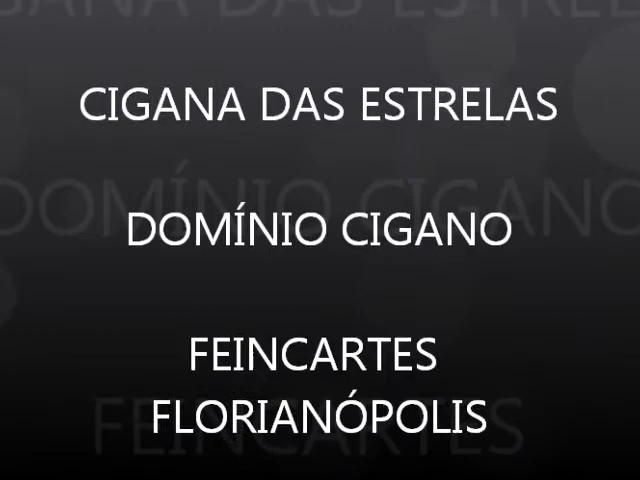 CIGANA DAS ESTRELAS
DOMÍNIO CIGANO
FEINCARTES
FLORIANÓPOLIS